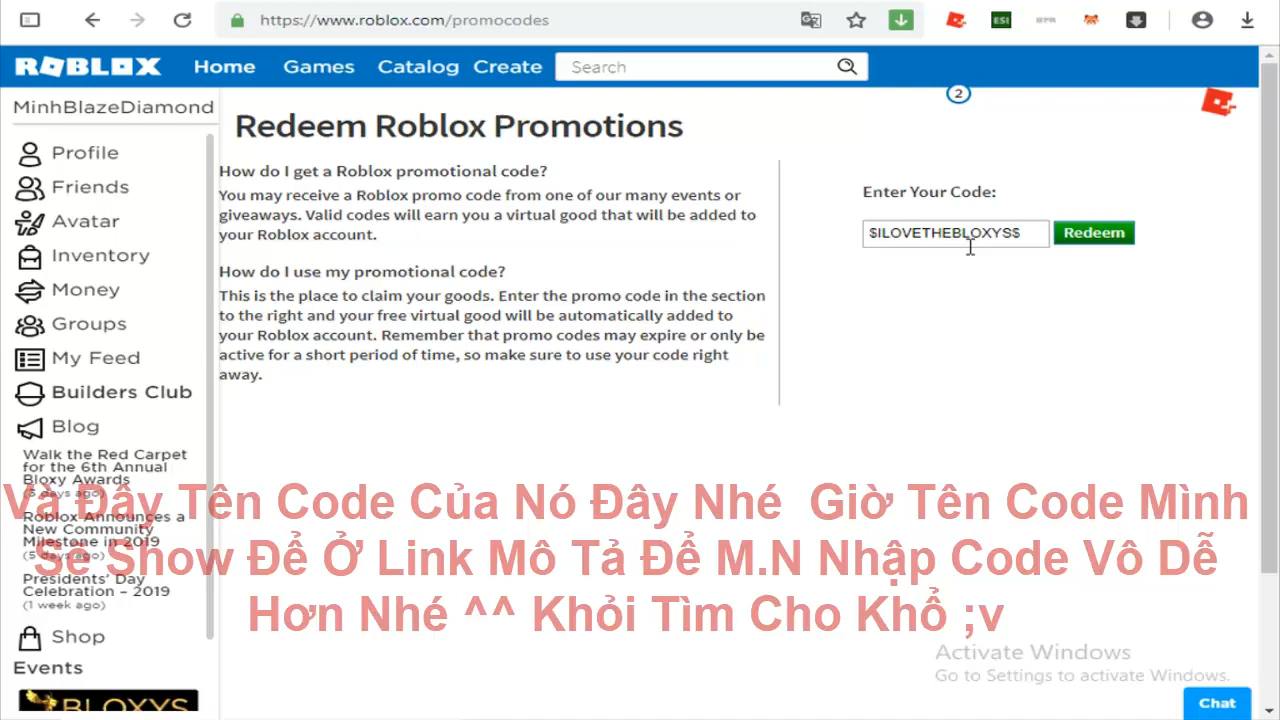 https://www.roblox.com/promocodes
ESI
ROBLOX Home Games Catalog Create Search
2
MinhBlazeDiamond
Profile
Friends
Avatar
Inventory
Money
Groups
My Feed
Builders Club
Blog
Walk the Red Carpet
for the 6th Annual
Bloxy Awards
(3 days ago)
Roblox Announces a
New Community
Milestone in 2019
(5 days ago)
Presidents' Day
Celebration – 2019
(1 week ago)
Shop
Events
BLOXYS
Redeem Roblox Promotions
How do I get a Roblox promotional code?
You may receive a Roblox promo code from one of our many events or
giveaways. Valid codes will earn you a virtual good that will be added to
your Roblox account.
How do I use my promotional code?
This is the place to claim your goods. Enter the promo code in the section
to the right and your free virtual good will be automatically added to
your Roblox account. Remember that promo codes may expire or only be
active for a short period of time, so make sure to use your code right
away.
Enter Your Code:
$ILOVETHEBLOXYS$ Redeem
Và Đây Tên Code Của Nó Đây Nhé Giờ Tên Code Mình
Sẽ Show Để Ở Link Mô Tả Để M.N Nhập Code Vô Dễ
Hơn Nhé ^^ Khỏi Tìm Cho Khổ ;v
Activate Windows
Go to Settings to activate Windows.
Chat